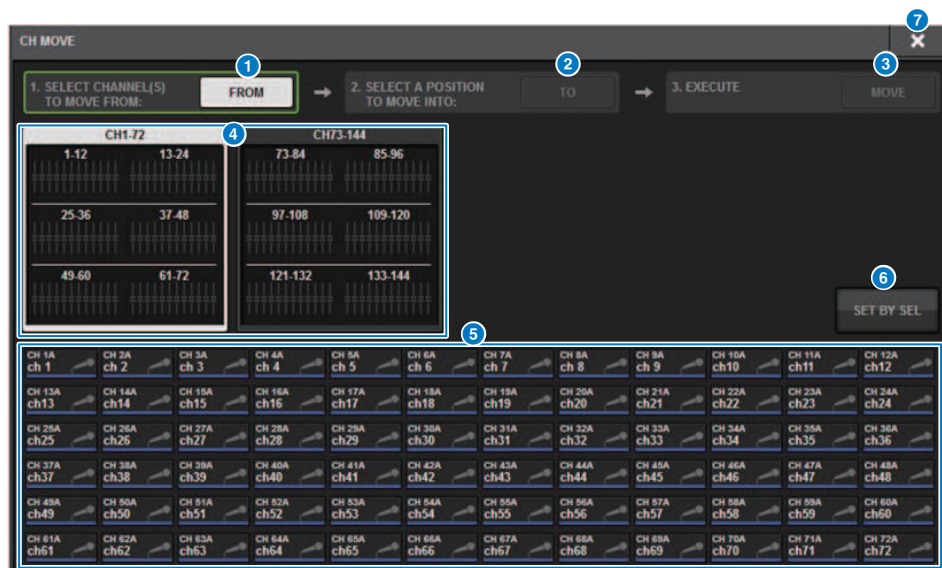 7
CH MOVE ×
1 2 3
1. SELECT CHANNEL(S) TO MOVE FROM: FROM → 2. SELECT A POSITION TO MOVE INTO: TO → 3. EXECUTE MOVE
CH1-72 4 CH73-144
1-12 13-24 73-84 85-96
25-36 37-48 97-108 109-120
49-60 61-72 121-132 133-144
6
SET BY SEL
5
CH 1A CH 2A CH 3A CH 4A CH 5A CH 6A CH 7A CH 8A CH 9A CH 10A CH 11A CH 12A
ch 1 ch 2 ch 3 ch 4 ch 5 ch 6 ch 7 ch 8 ch 9 ch10 ch11 ch12
CH 13A CH 14A CH 15A CH 16A CH 17A CH 18A CH 19A CH 20A CH 21A CH 22A CH 23A CH 24A
ch13 ch14 ch15 ch16 ch17 ch18 ch19 ch20 ch21 ch22 ch23 ch24
CH 25A CH 26A CH 27A CH 28A CH 29A CH 30A CH 31A CH 32A CH 33A CH 34A CH 35A CH 36A
ch25 ch26 ch27 ch28 ch29 ch30 ch31 ch32 ch33 ch34 ch35 ch36
CH 37A CH 38A CH 39A CH 40A CH 41A CH 42A CH 43A CH 44A CH 45A CH 46A CH 47A CH 48A
ch37 ch38 ch39 ch40 ch41 ch42 ch43 ch44 ch45 ch46 ch47 ch48
CH 49A CH 50A CH 51A CH 52A CH 53A CH 54A CH 55A CH 56A CH 57A CH 58A CH 59A CH 60A
ch49 ch50 ch51 ch52 ch53 ch54 ch55 ch56 ch57 ch58 ch59 ch60
CH 61A CH 62A CH 63A CH 64A CH 65A CH 66A CH 67A CH 68A CH 69A CH 70A CH 71A CH 72A
ch61 ch62 ch63 ch64 ch65 ch66 ch67 ch68 ch69 ch70 ch71 ch72